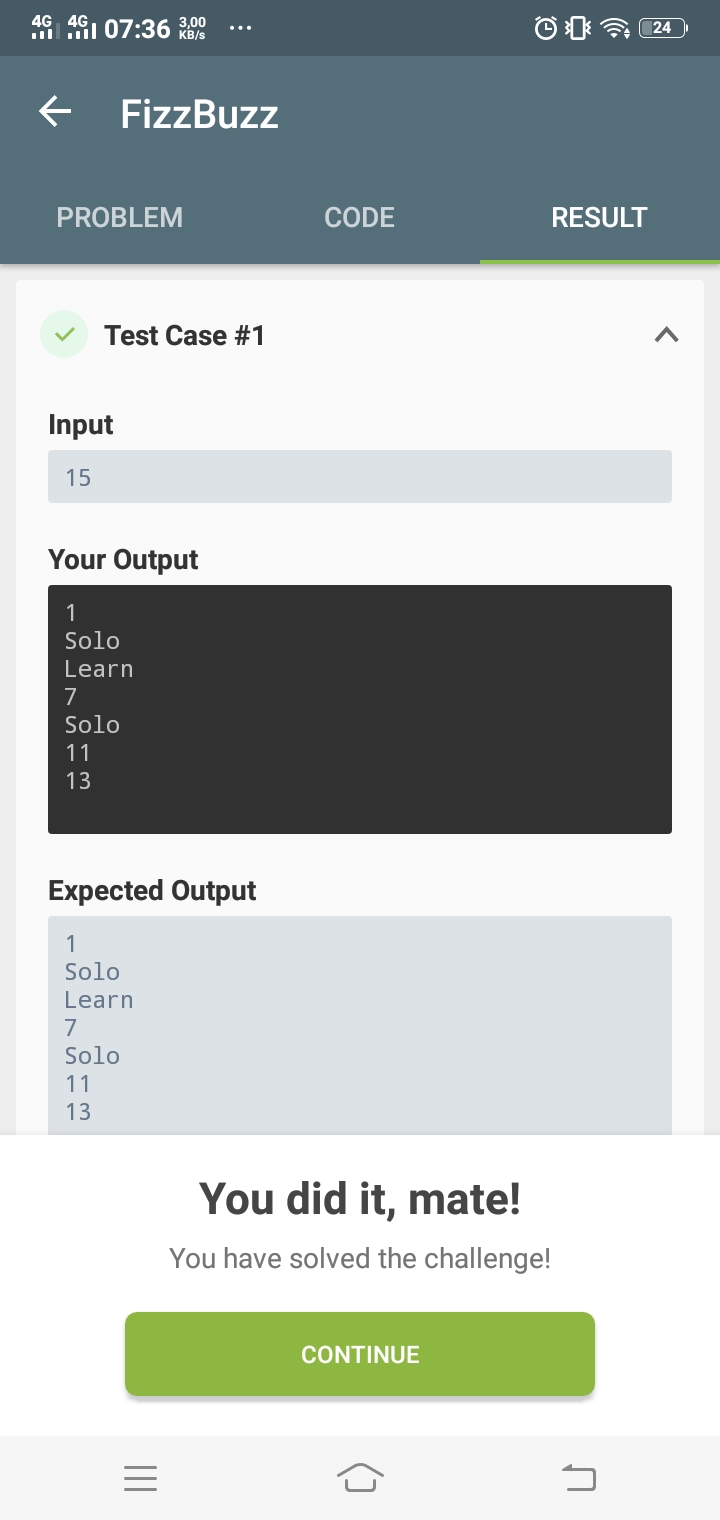 4G 4G 07:36 3,00 KB/s ... 24
FizzBuzz
PROBLEM CODE RESULT
Test Case #1
Input
15
Your Output
1
Solo
Learn
7
Solo
11
13
Expected Output
1
Solo
Learn
7
Solo
11
13
You did it, mate!
You have solved the challenge!
CONTINUE